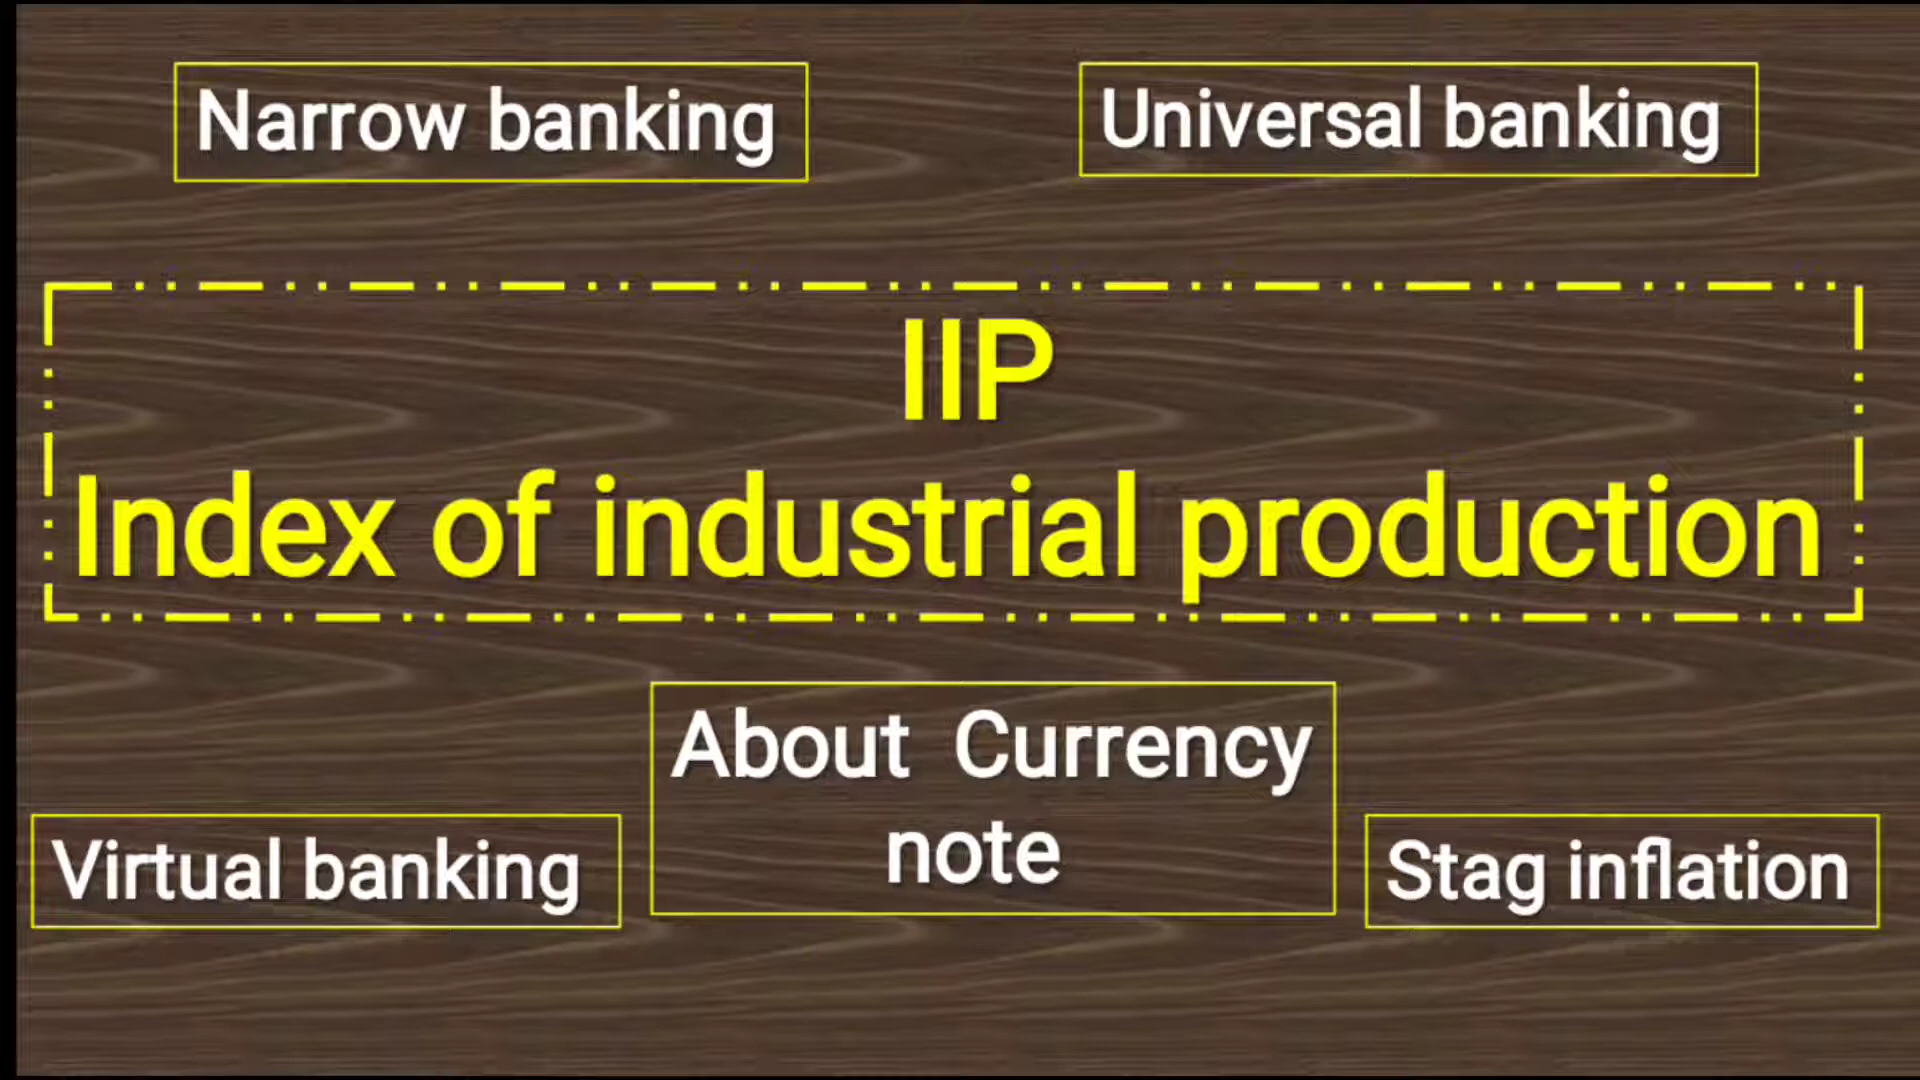 Narrow banking
Universal banking
IIP
Index of industrial production
About Currency
note
Virtual banking
Stag inflation